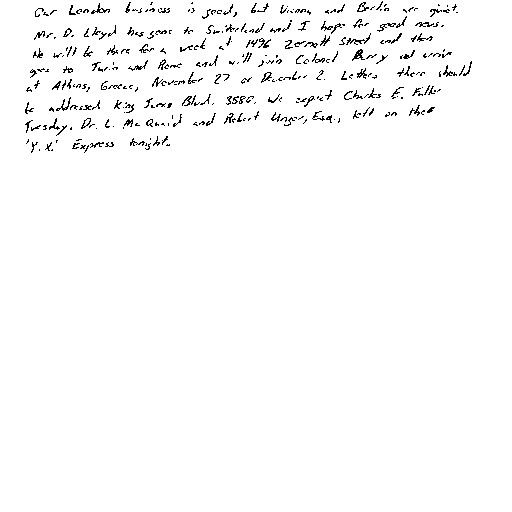 Our London business is good, but Vienna and Berlin are quiet.
Mr. D. Lloyd has gone to Switerland and I hope for good news.
He will be there for a week at 1496 Zermott Street and then
goes to Turin and Rome and will join Colonel Barry and arrive
at Athins, Greece, November 27 or December 2. Letters there should
be addressed King James Blvd. 3580. We expect Charles E. Fuller
Tuesday. Dr. L. McQuaid and Robert Unger, Esq., left on the
'Y.X.' Express tonight.